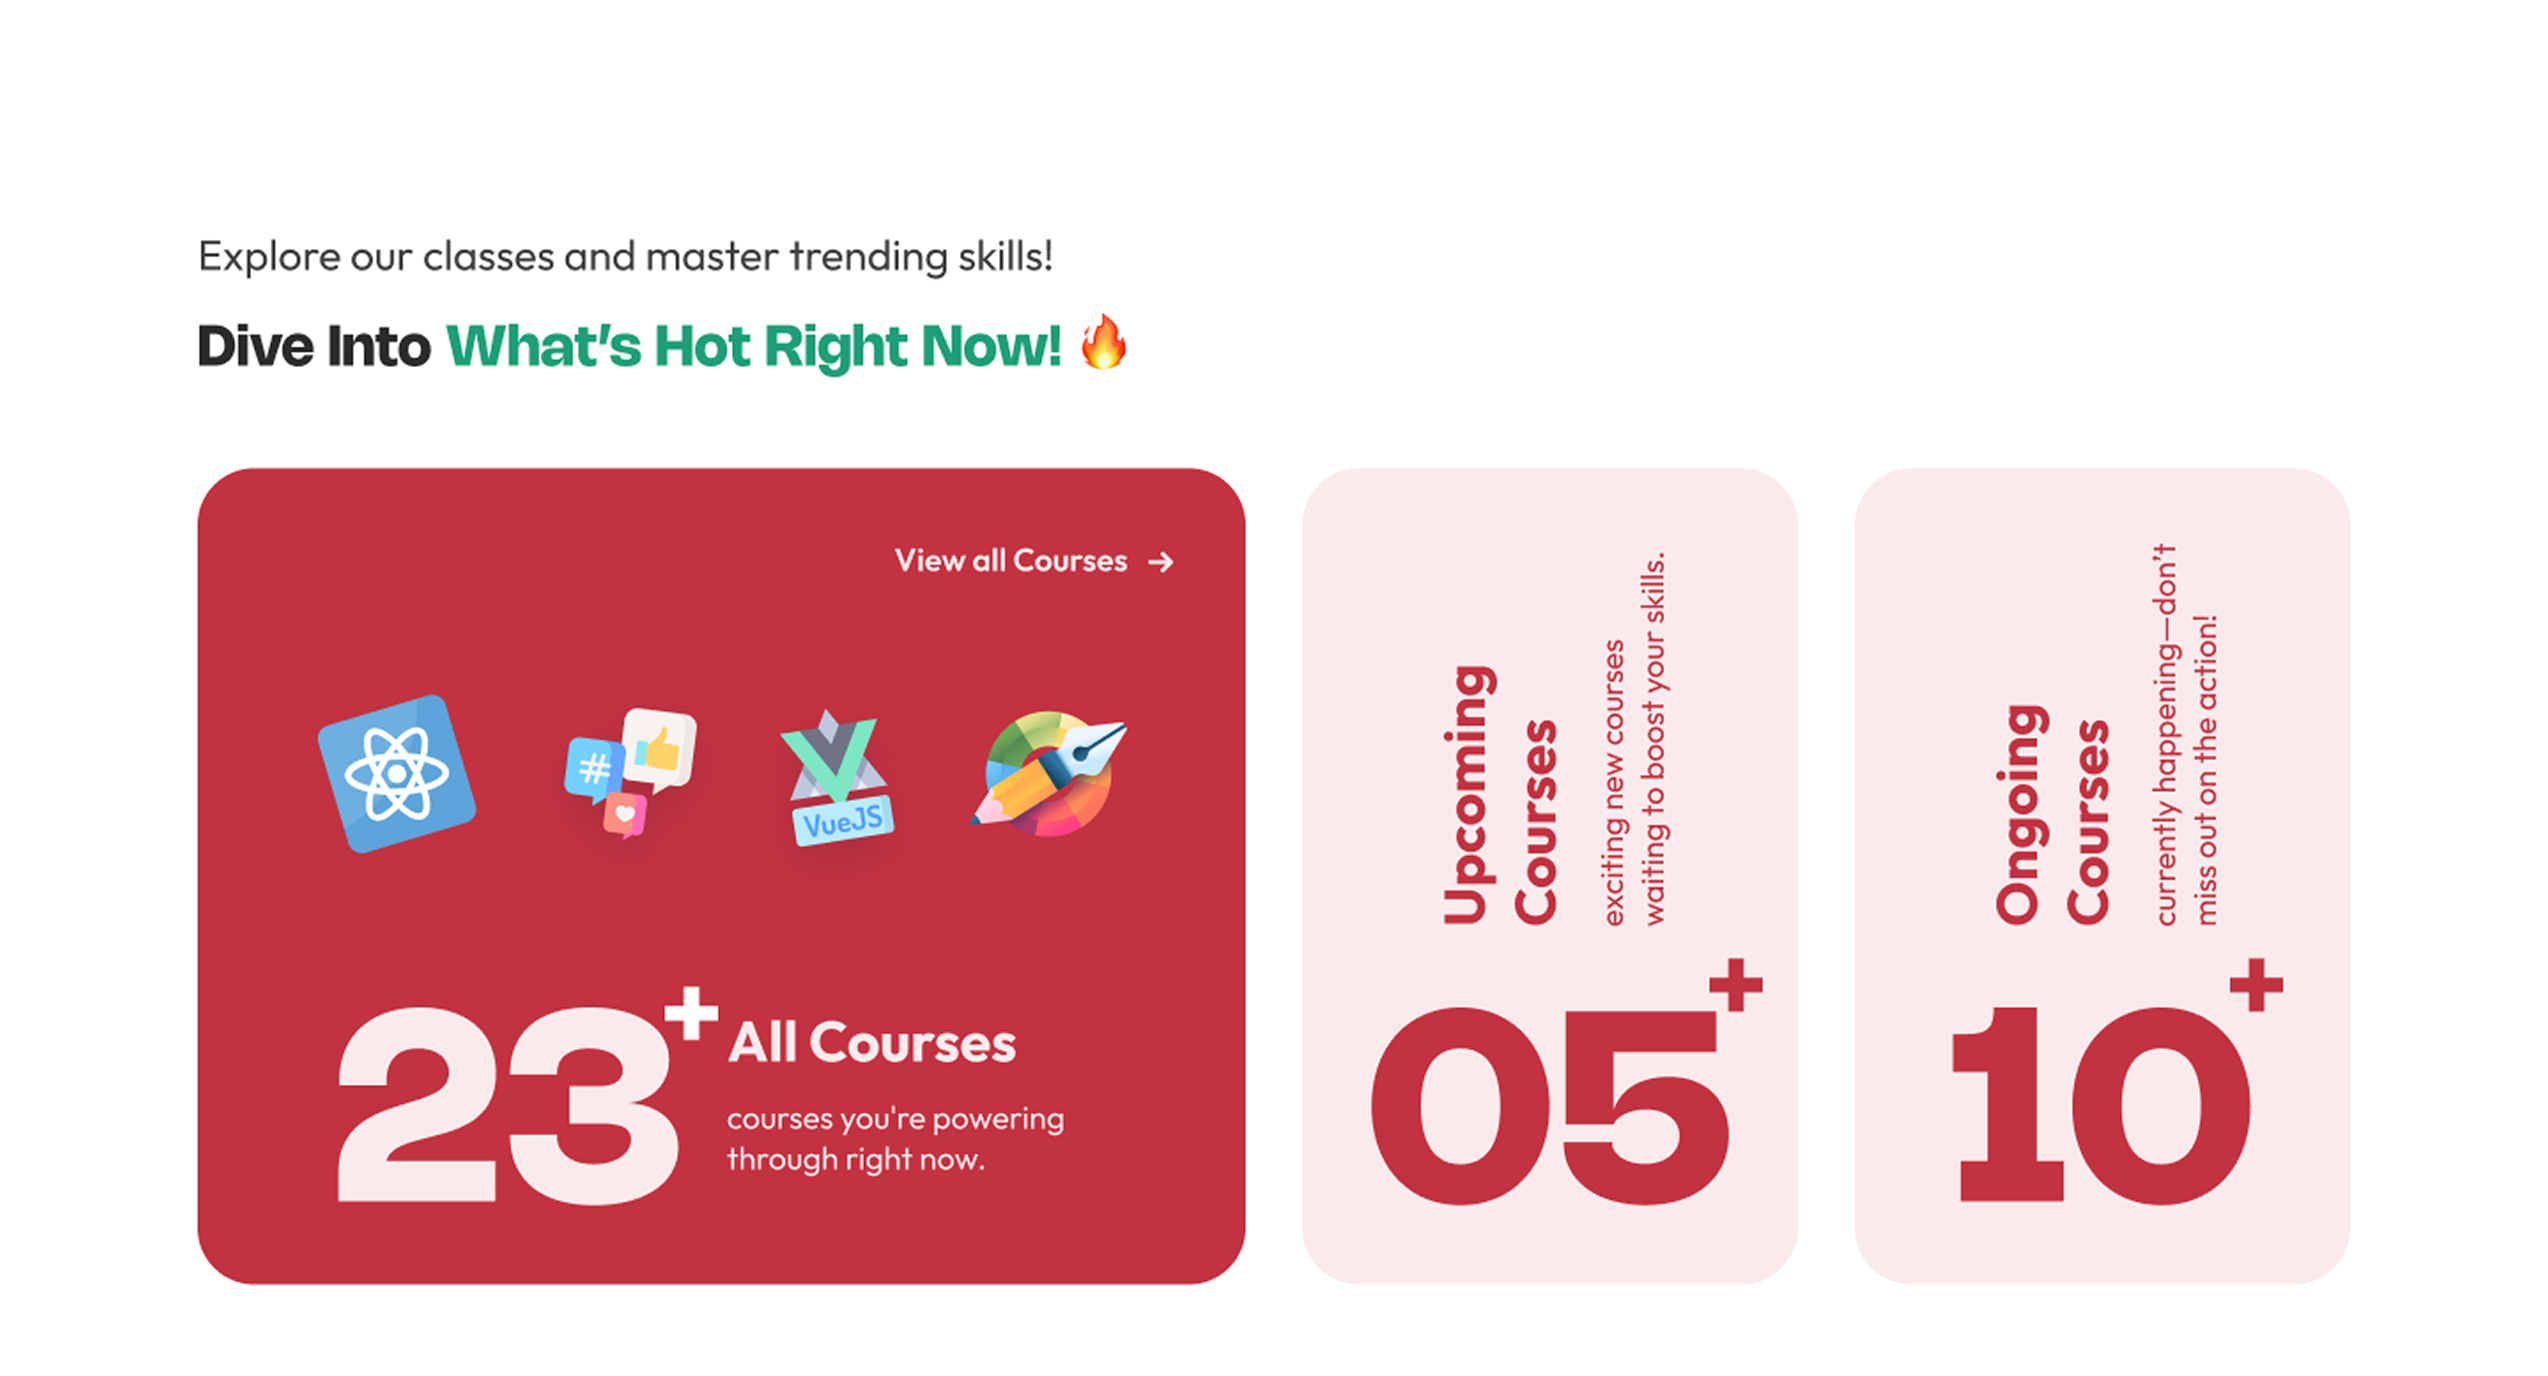 Explore our classes and master trending skills!
Dive Into What’s Hot Right Now! 🔥
View all Courses →
#
VueJS
23+
All Courses
courses you're powering
through right now.
Upcoming
Courses
exciting new courses
waiting to boost your skills.
05+
Ongoing
Courses
currently happening—don’t
miss out on the action!
10+